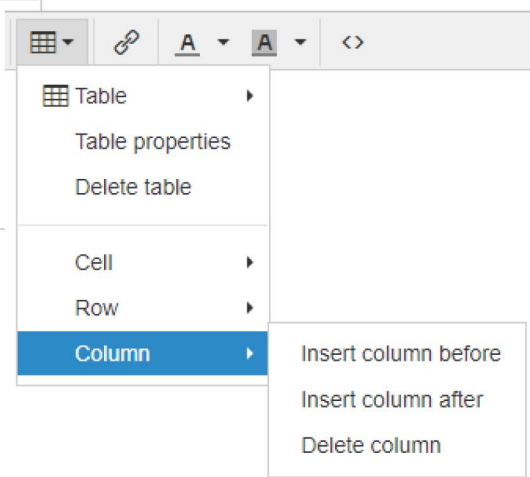 A A <>
Table
Table properties
Delete table
Cell
Row
Column
Insert column before
Insert column after
Delete column